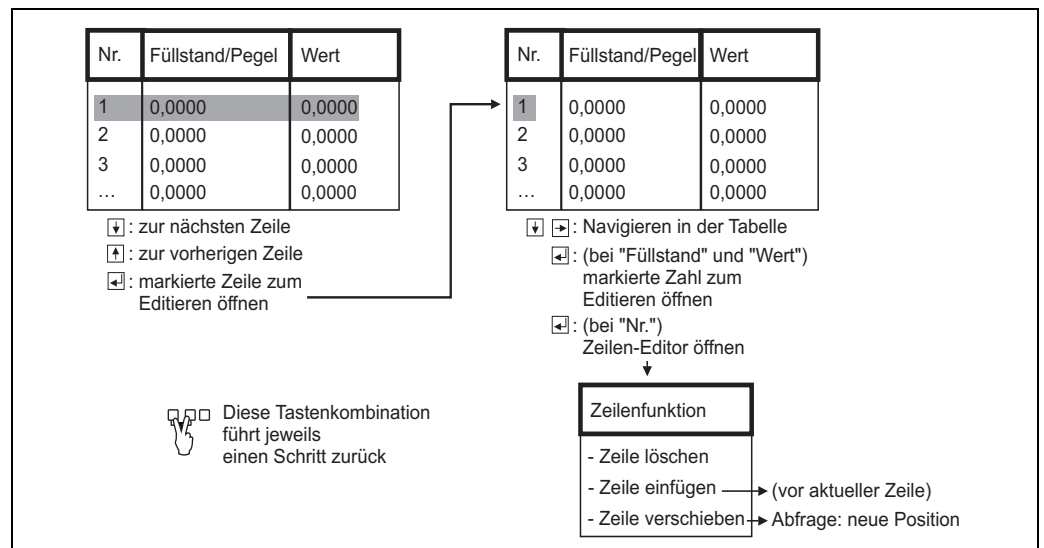 Nr. Füllstand/Pegel Wert
1 0,0000 0,0000
2 0,0000 0,0000
3 0,0000 0,0000
... 0,0000 0,0000
↓ : zur nächsten Zeile
↑ : zur vorherigen Zeile
↵ : markierte Zeile zum
Editieren öffnen
Nr. Füllstand/Pegel Wert
1 0,0000 0,0000
2 0,0000 0,0000
3 0,0000 0,0000
... 0,0000 0,0000
↓ → : Navigieren in der Tabelle
↵ : (bei "Füllstand" und "Wert")
markierte Zahl zum
Editieren öffnen
↵ : (bei "Nr.")
Zeilen-Editor öffnen
Diese Tastenkombination
führt jeweils
einen Schritt zurück
Zeilenfunktion
- Zeile löschen
- Zeile einfügen (vor aktueller Zeile)
- Zeile verschieben Abfrage: neue Position